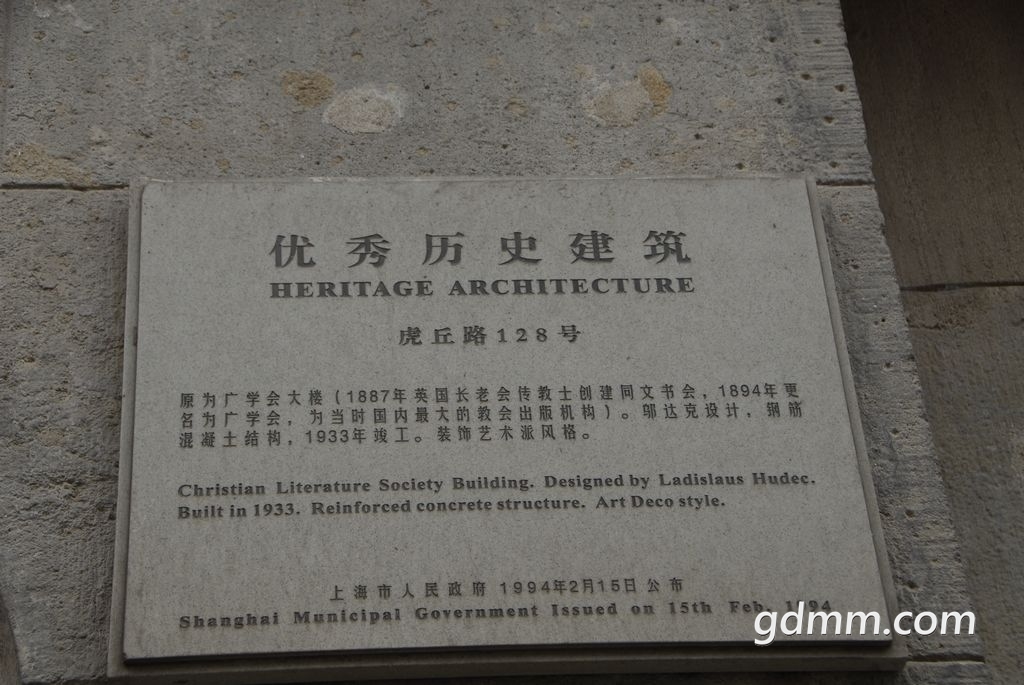 优秀历史建筑
HERITAGE ARCHITECTURE
虎丘路128号
原为广学会大楼(1887年英国长老会传教士创建同文书会,1894年更
名为广学会,为当时国内最大的教会出版机构)。邬达克设计,钢筋
混凝土结构,1933年竣工。装饰艺术派风格。
Christian Literature Society Building. Designed by Ladislaus Hudec.
Built in 1933. Reinforced concrete structure. Art Deco style.
上海市人民政府 1994年2月15日公布
Shanghai Municipal Government Issued on 15th Feb. 1994
gdmm.com